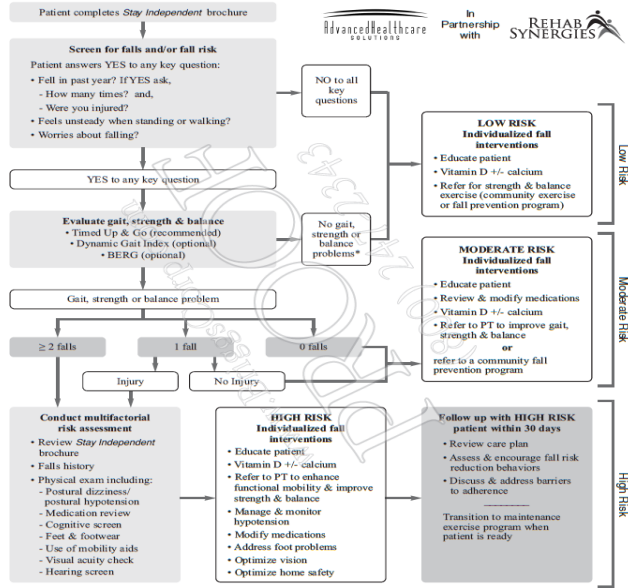 Patient completes Stay Independent brochure
AdvancedHealthcare
SOLUTIONS
In
Partnership
with
REHAB
SYNERGIES
Screen for falls and/or fall risk
Patient answers YES to any key question:
• Fell in past year? If YES ask,
- How many times? and,
- Were you injured?
• Feels unsteady when standing or walking?
• Worries about falling?
NO to all
key
questions
YES to any key question
LOW RISK
Individualized fall
interventions
• Educate patient
• Vitamin D +/- calcium
• Refer for strength & balance
exercise (community exercise
or fall prevention program)
Low Risk
Evaluate gait, strength & balance
• Timed Up & Go (recommended)
• Dynamic Gait Index (optional)
• BERG (optional)
No gait,
strength or
balance
problems*
Gait, strength or balance problem
≥ 2 falls
1 fall
0 falls
Injury
No Injury
MODERATE RISK
Individualized fall
interventions
• Educate patient
• Review & modify medications
• Vitamin D +/- calcium
• Refer to PT to improve gait,
strength & balance
or
refer to a community fall
prevention program
Moderate Risk
Conduct multifactorial
risk assessment
• Review Stay Independent
brochure
• Falls history
• Physical exam including:
- Postural dizziness/
postural hypotension
- Medication review
- Cognitive screen
- Feet & footwear
- Use of mobility aids
- Visual acuity check
- Hearing screen
HIGH RISK
Individualized fall
interventions
• Educate patient
• Vitamin D +/- calcium
• Refer to PT to enhance
functional mobility & improve
strength & balance
• Manage & monitor
hypotension
• Modify medications
• Address foot problems
• Optimize vision
• Optimize home safety
Follow up with HIGH RISK
patient within 30 days
• Review care plan
• Assess & encourage fall risk
reduction behaviors
• Discuss & address barriers
to adherence
Transition to maintenance
exercise program when
patient is ready
High Risk
PROOF